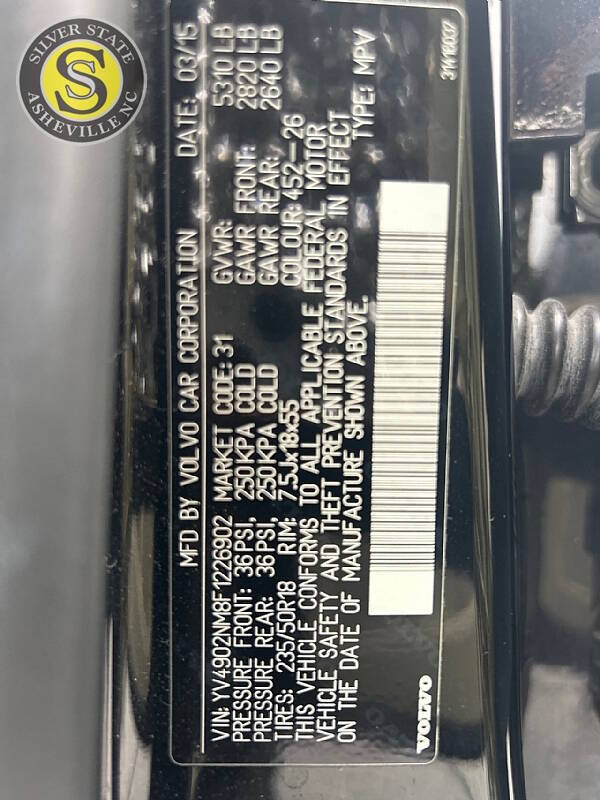 SILVER STATE
S
ASHEVILLE NC
MFD BY VOLVO CAR CORPORATION DATE: 03/15
VIN: YV4902NM8F1226902 MARKET CODE: 31 GVWR: 5310 LB
PRESSURE FRONT: 36PSI, 250KPA COLD GAWR FRONT: 2820 LB
PRESSURE REAR: 36PSI, 250KPA COLD GAWR REAR: 2640 LB
TIRES: 235/50R18 RIM: 7.5Jx18x55 COLOUR: 452-26
THIS VEHICLE CONFORMS TO ALL APPLICABLE FEDERAL MOTOR
VEHICLE SAFETY AND THEFT PREVENTION STANDARDS IN EFFECT
ON THE DATE OF MANUFACTURE SHOWN ABOVE. TYPE: MPV
VOLVO